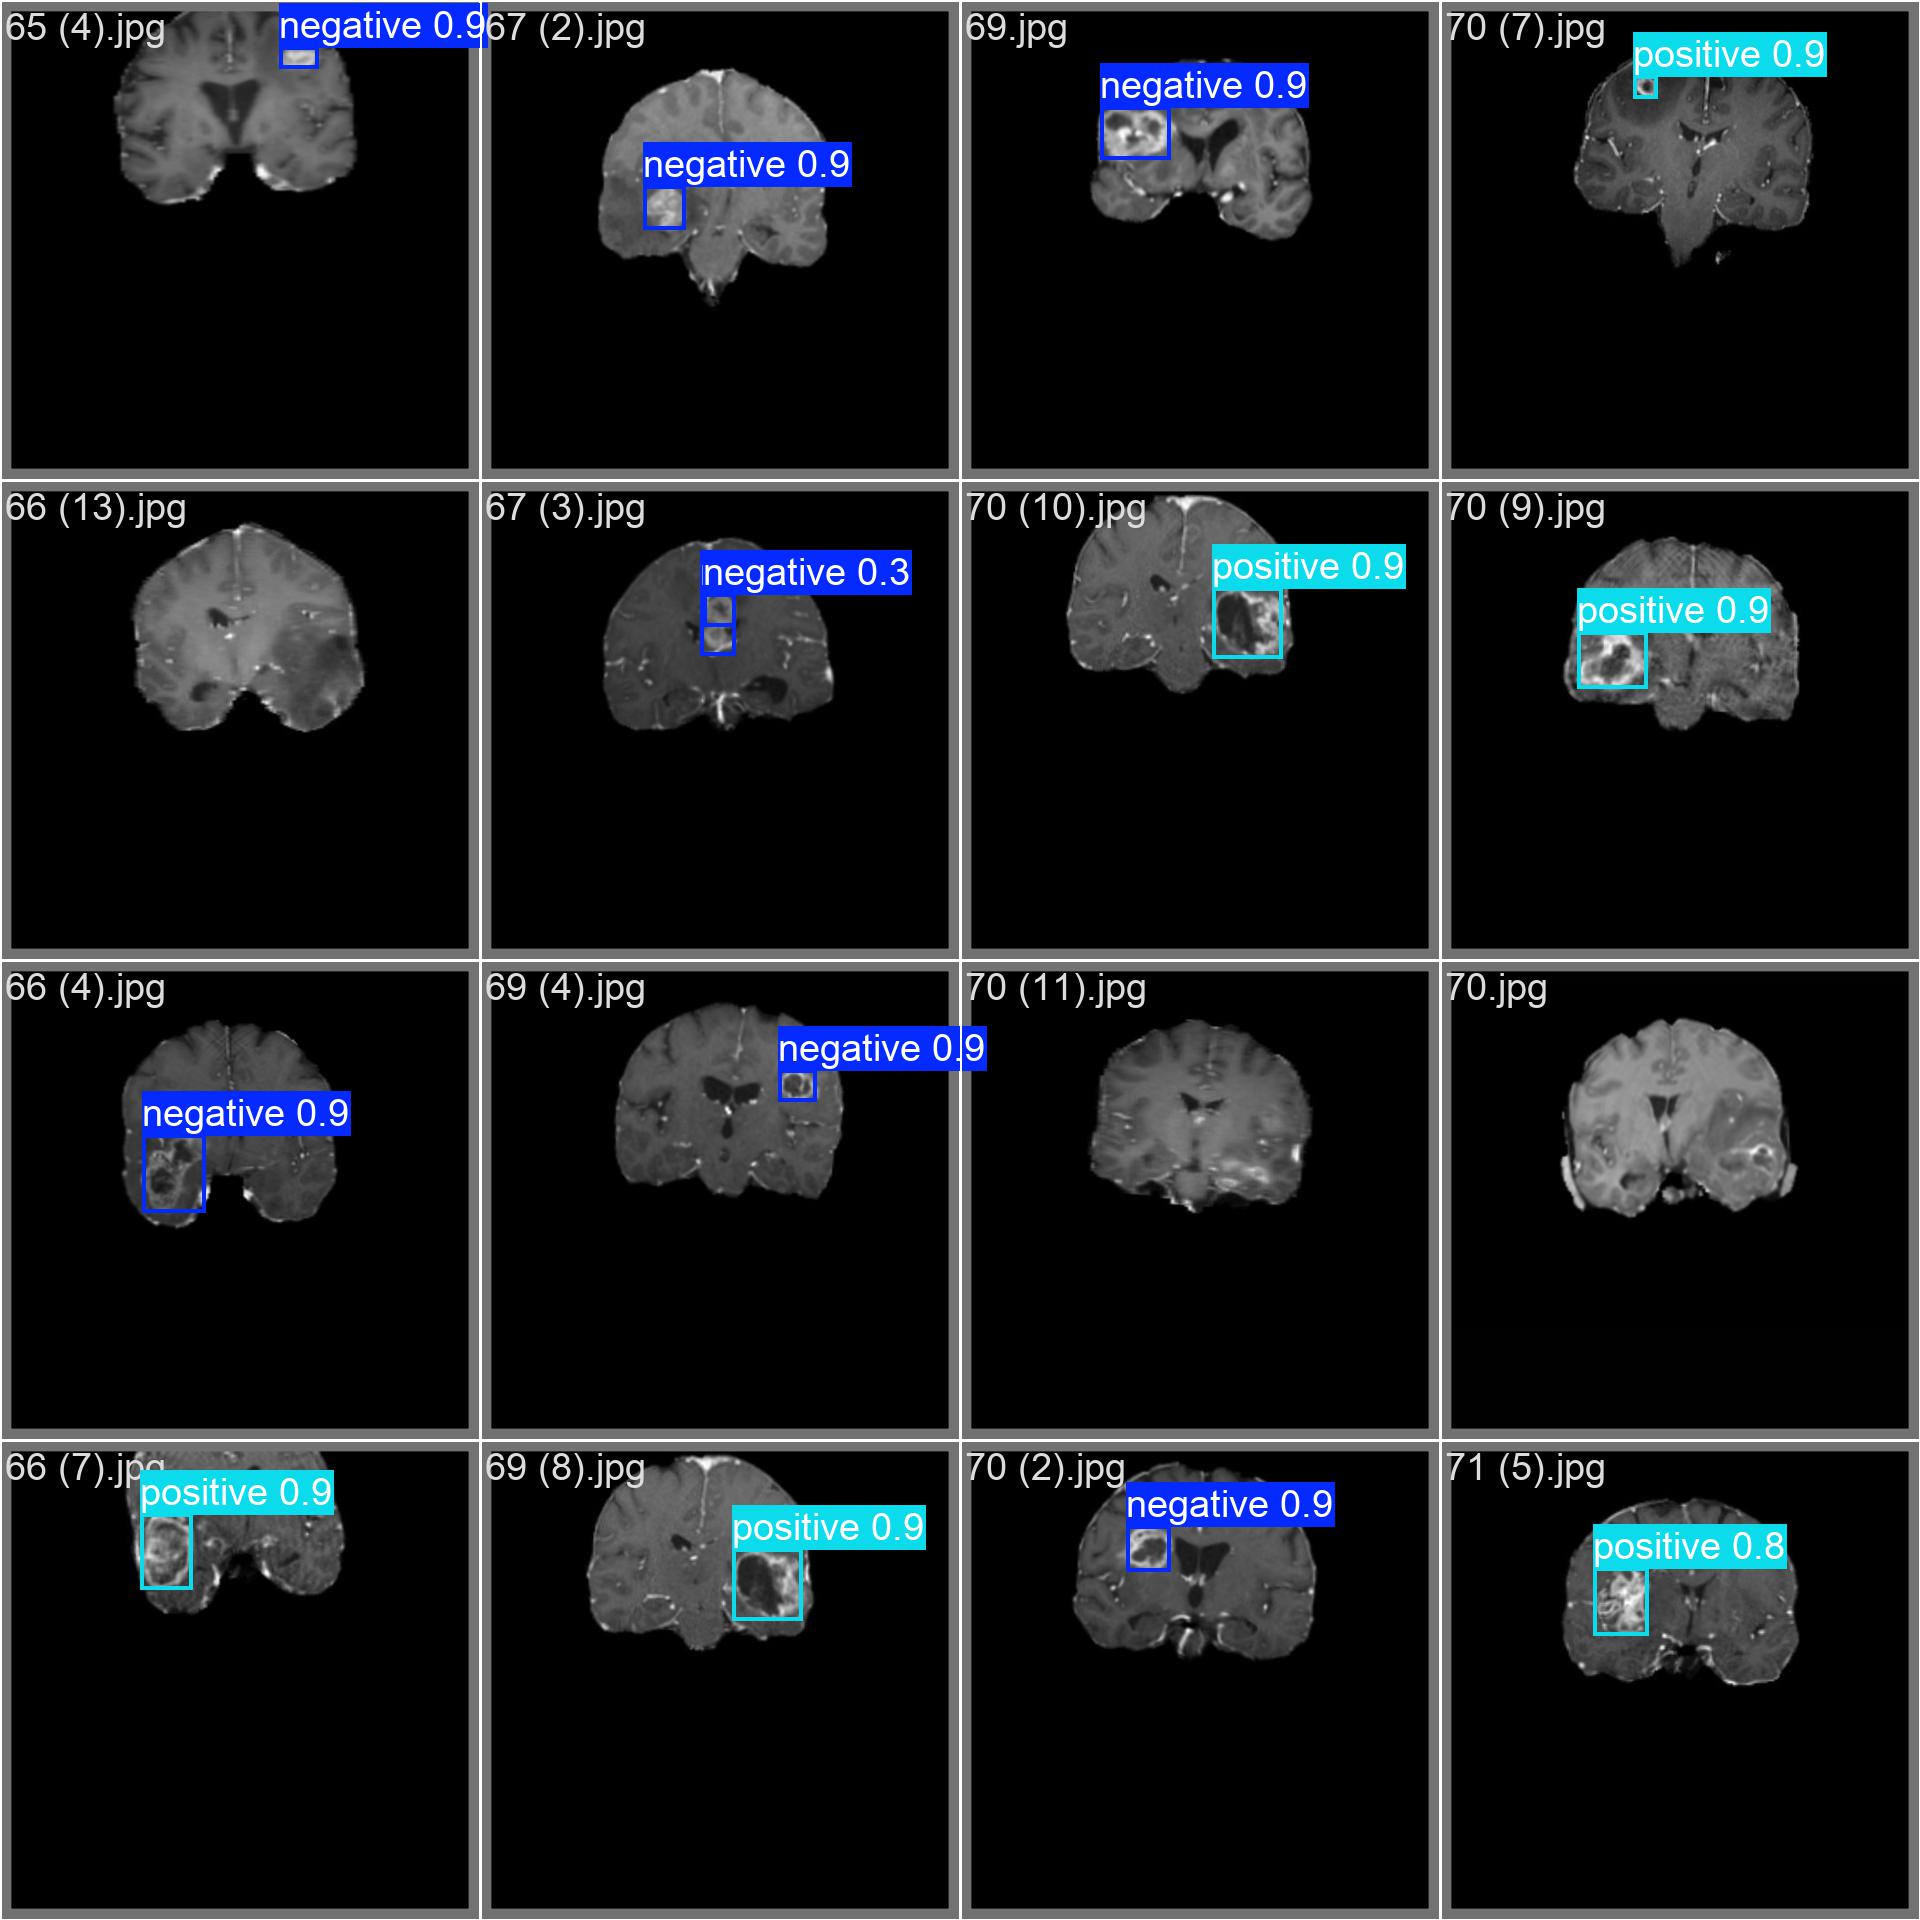 65 (4).jpg
negative 0.9
67 (2).jpg
negative 0.9
69.jpg
negative 0.9
70 (7).jpg
positive 0.9
66 (13).jpg
67 (3).jpg
negative 0.3
70 (10).jpg
positive 0.9
70 (9).jpg
positive 0.9
66 (4).jpg
negative 0.9
69 (4).jpg
negative 0.9
70 (11).jpg
70.jpg
66 (7).jpg
positive 0.9
69 (8).jpg
positive 0.9
70 (2).jpg
negative 0.9
71 (5).jpg
positive 0.8